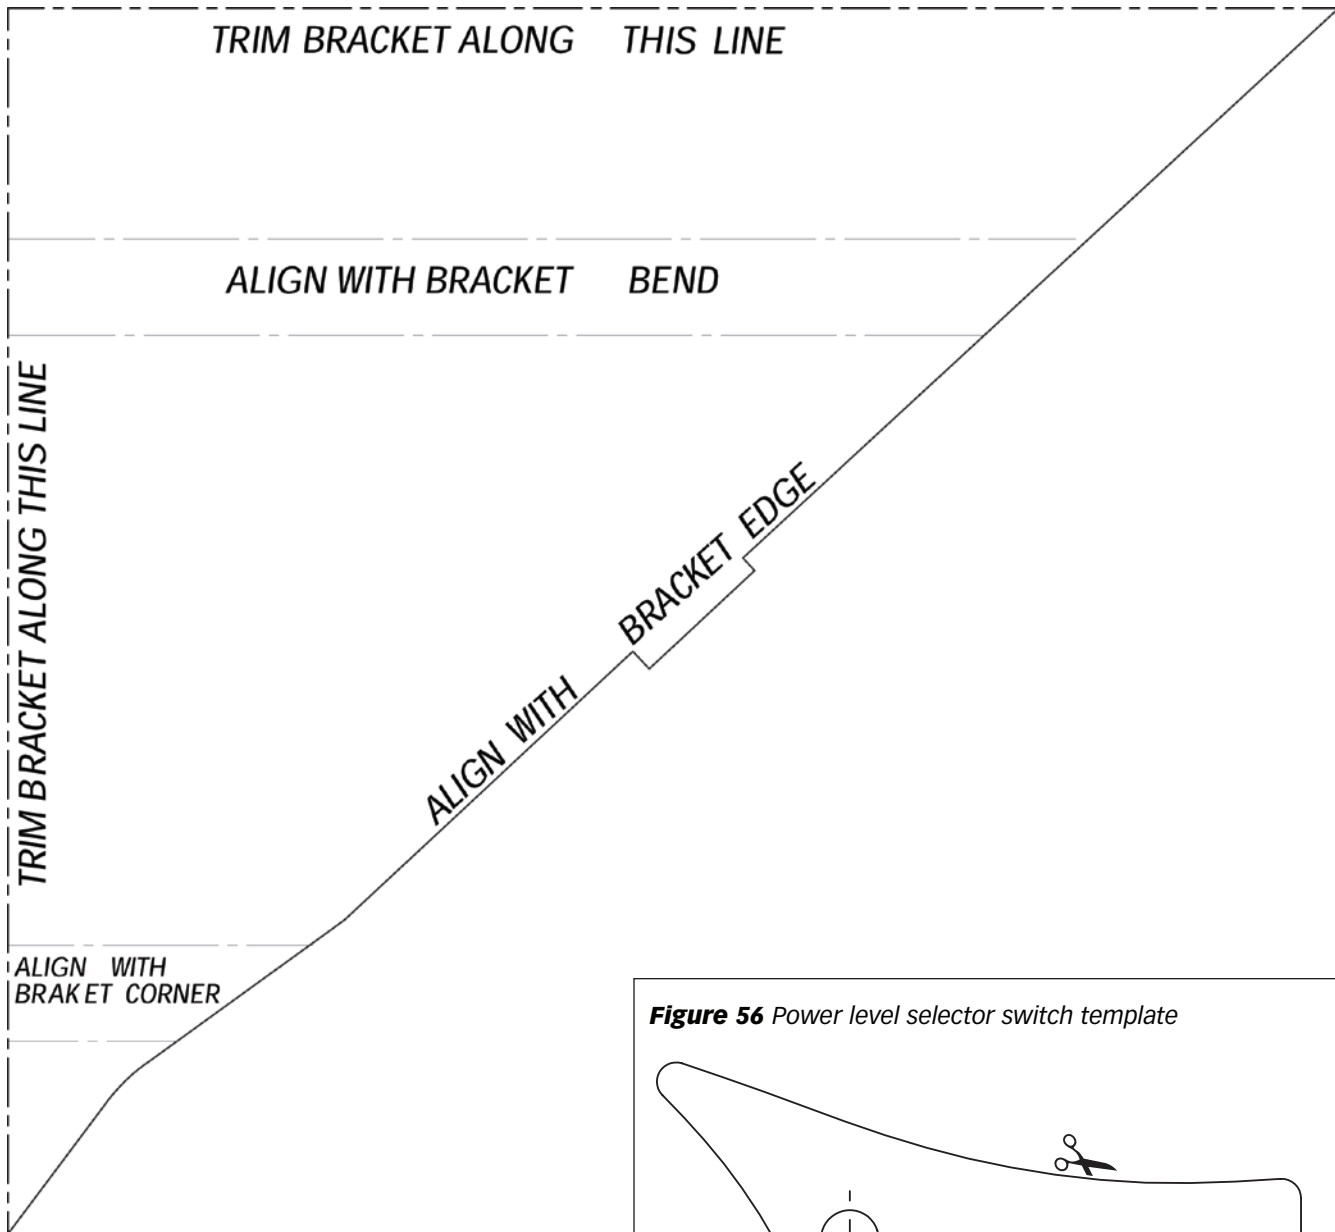 TRIM BRACKET ALONG THIS LINE
ALIGN WITH BRACKET BEND
TRIM BRACKET ALONG THIS LINE
ALIGN WITH BRACKET EDGE
ALIGN WITH
BRAKET CORNER
Figure 56 Power level selector switch template